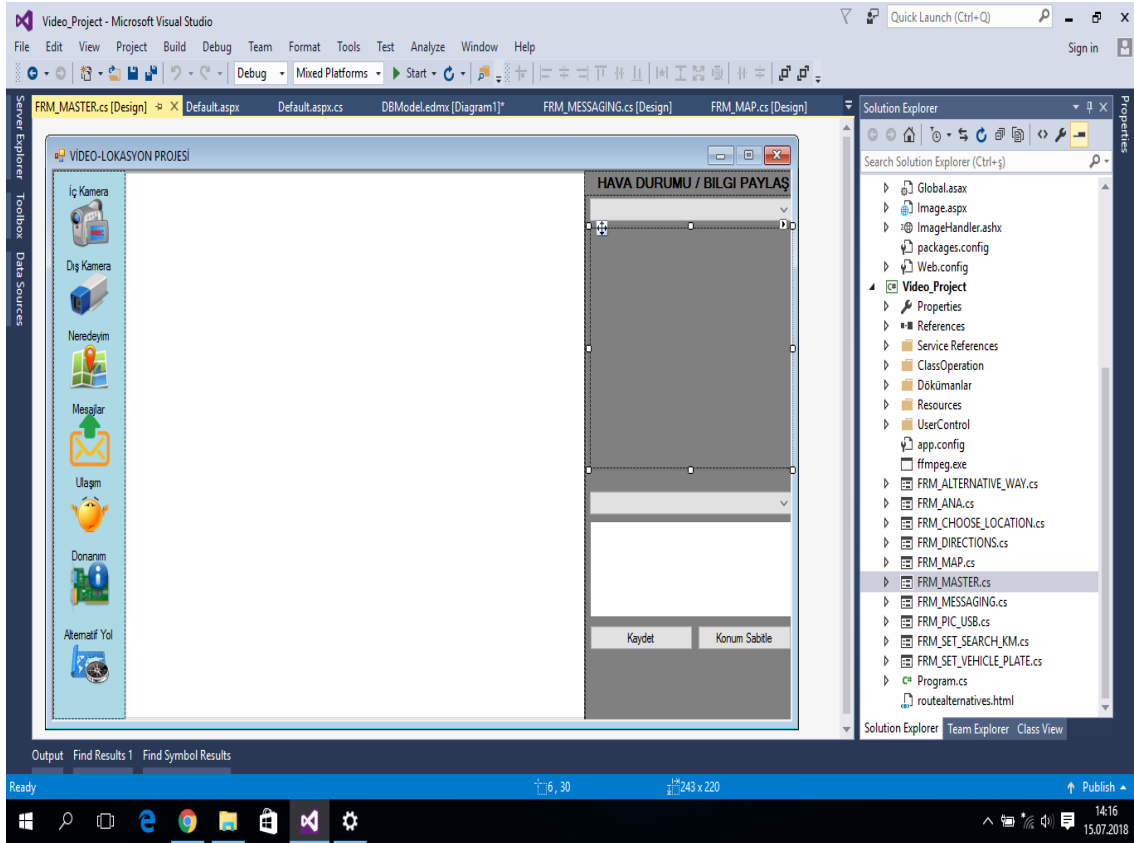 Video_Project - Microsoft Visual Studio
Quick Launch (Ctrl+Q)
File Edit View Project Build Debug Team Format Tools Test Analyze Window Help
Sign in
Debug Mixed Platforms Start
FRM_MASTER.cs [Design] Default.aspx Default.aspx.cs DBModel.edmx [Diagram1]* FRM_MESSAGING.cs [Design] FRM_MAP.cs [Design]
Server Explorer
Toolbox
Data Sources
VİDEO-LOKASYON PROJESİ
İç Kamera
REC
Dış Kamera
Neredeyim
Mesajlar
Ulaşım
Donanım
Alternatif Yol
HAVA DURUMU / BILGI PAYLAŞ
Kaydet Konum Sabitle
Solution Explorer
Search Solution Explorer (Ctrl+ş)
Global.asax
Image.aspx
ImageHandler.ashx
packages.config
Web.config
Video_Project
Properties
References
Service References
ClassOperation
Dökümanlar
Resources
UserControl
app.config
ffmpeg.exe
FRM_ALTERNATIVE_WAY.cs
FRM_ANA.cs
FRM_CHOOSE_LOCATION.cs
FRM_DIRECTIONS.cs
FRM_MAP.cs
FRM_MASTER.cs
FRM_MESSAGING.cs
FRM_PIC_USB.cs
FRM_SET_SEARCH_KM.cs
FRM_SET_VEHICLE_PLATE.cs
C# Program.cs
routealternatives.html
Solution Explorer Team Explorer Class View
Properties
Output Find Results 1 Find Symbol Results
Ready 6 , 30 243 x 220 Publish
14:16
15.07.2018